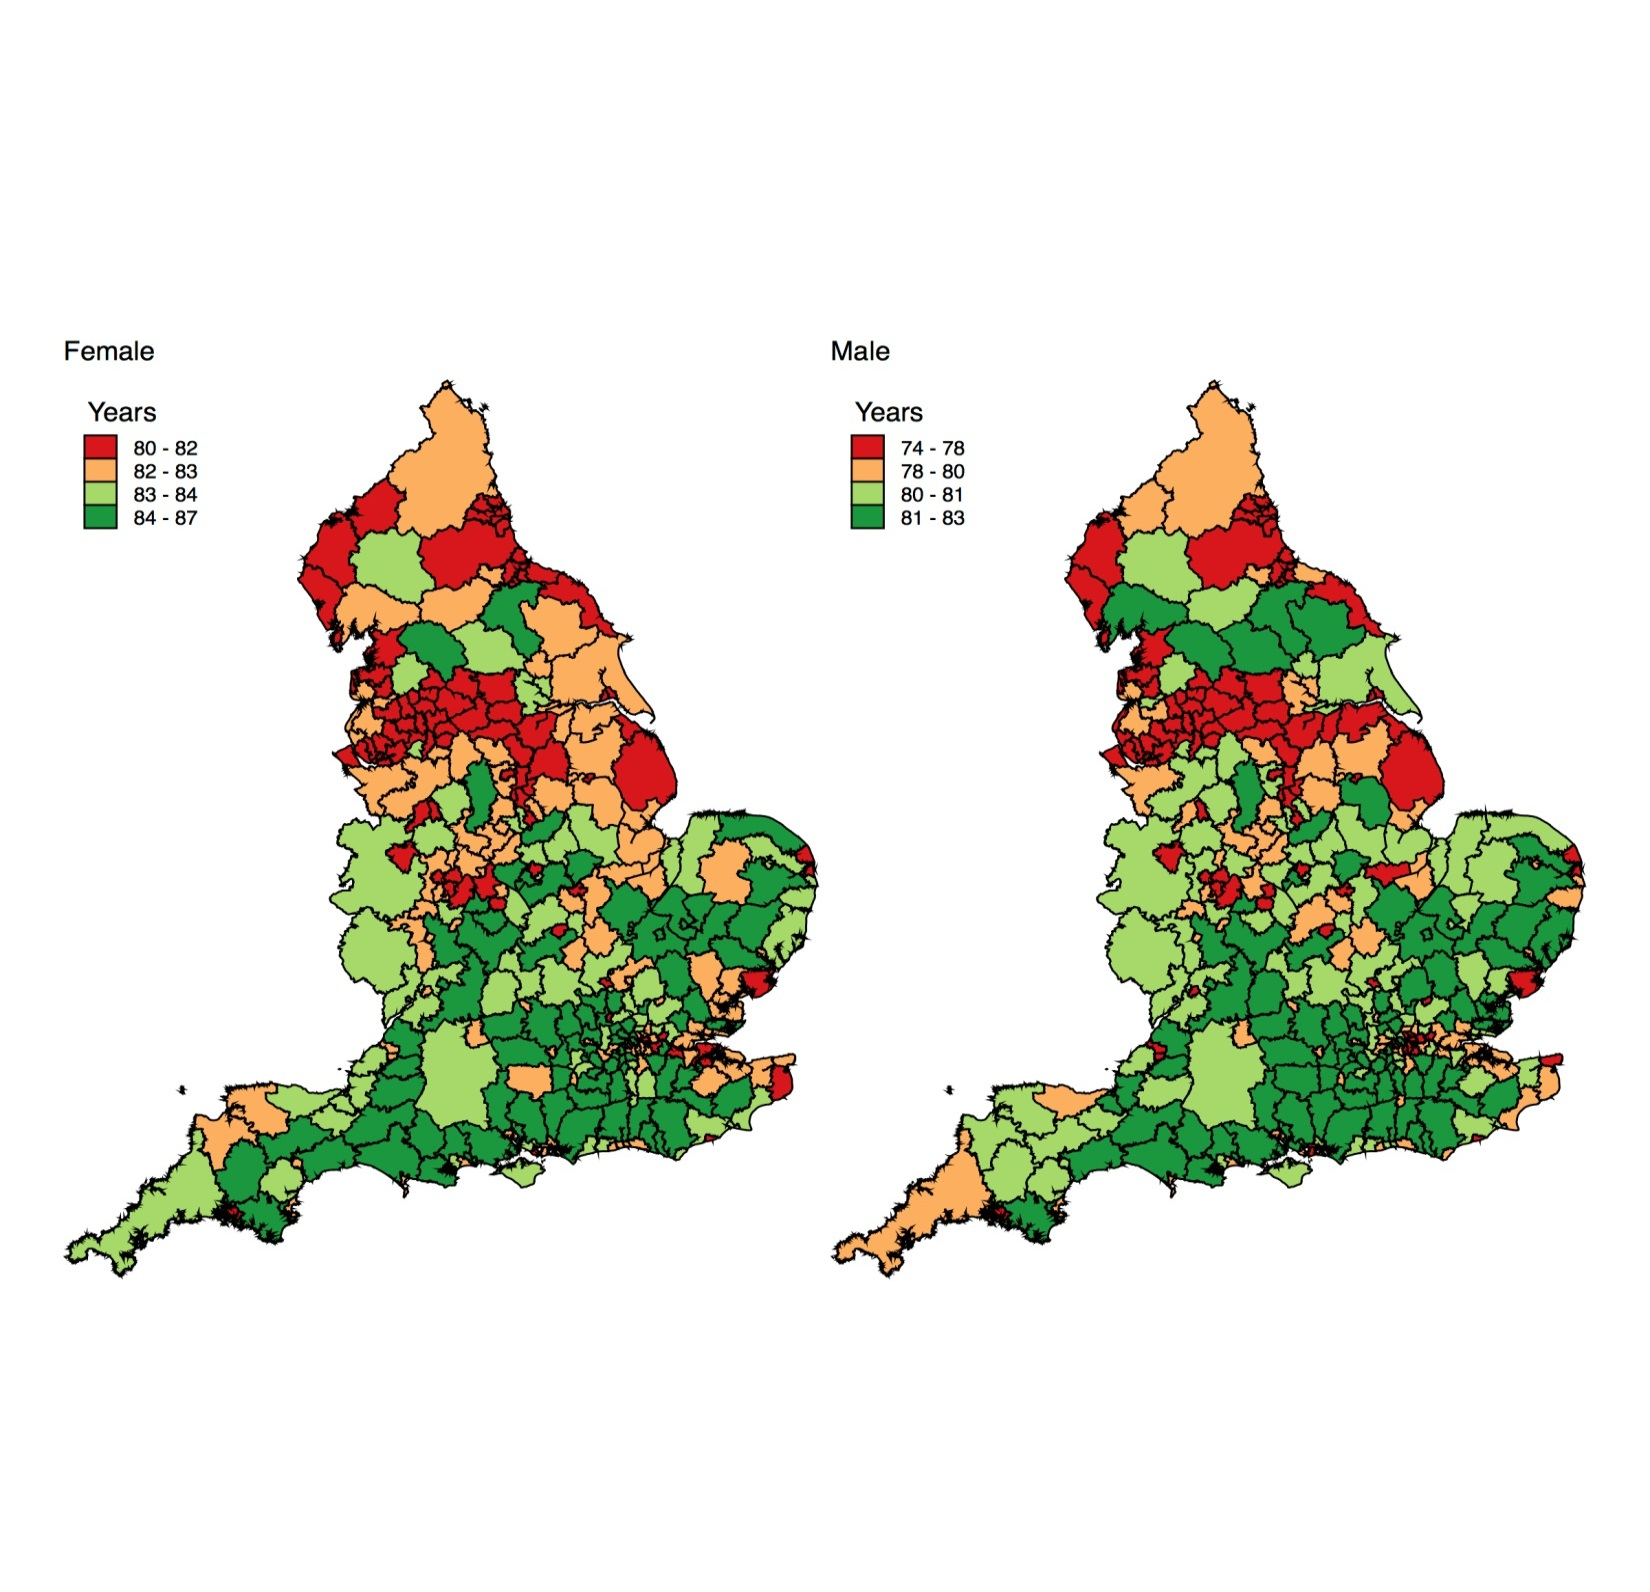 Female
Years
80 - 82
82 - 83
83 - 84
84 - 87
Male
Years
74 - 78
78 - 80
80 - 81
81 - 83